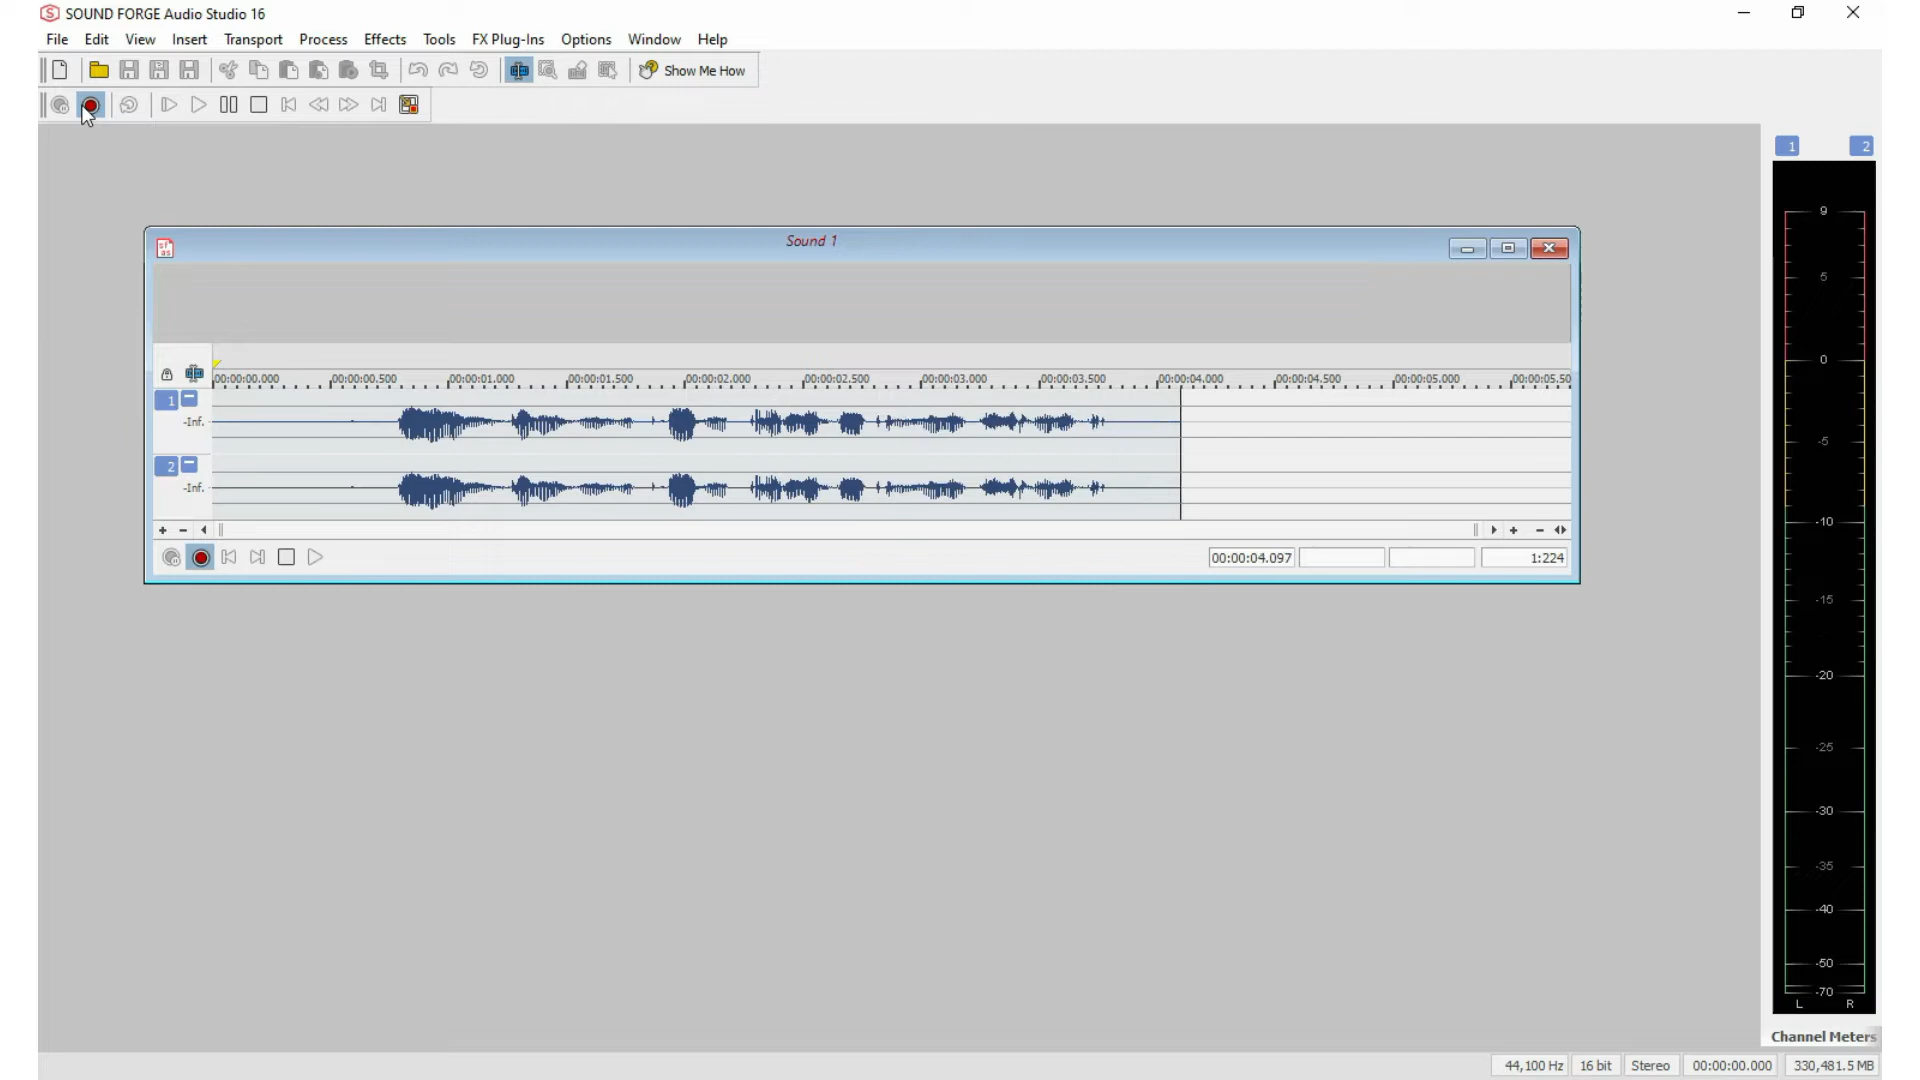 SOUND FORGE Audio Studio 16
File Edit View Insert Transport Process Effects Tools FX Plug-Ins Options Window Help
Show Me How
1 2
Sound 1
00:00:00.000 00:00:00.500 00:00:01.000 00:00:01.500 00:00:02.000 00:00:02.500 00:00:03.000 00:00:03.500 00:00:04.000 00:00:04.500 00:00:05.000 00:00:05.50
1
-Inf.
2
-Inf.
00:00:04.097 1:224
9
5
0
-5
-10
-15
-20
-25
-30
-35
-40
-50
-70
L R
Channel Meters
44,100 Hz 16 bit Stereo 00:00:00.000 330,481.5 MB